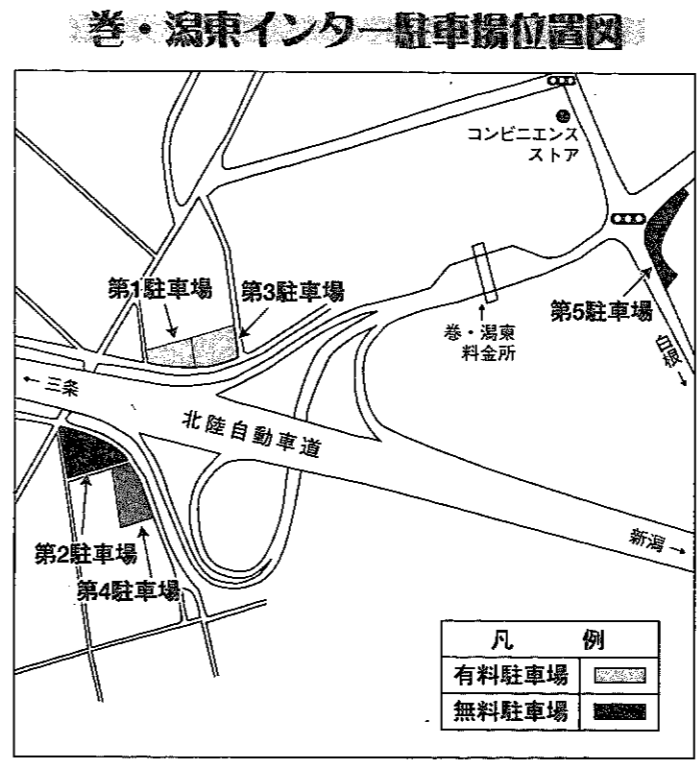 巻・潟東インター駐車場位置図
コンビニエンス
ストア
第1駐車場
第3駐車場
第5駐車場
巻・潟東
料金所
白根
→
← 三条
北陸自動車道
第2駐車場
第4駐車場
新潟 →
凡 例
有料駐車場
無料駐車場